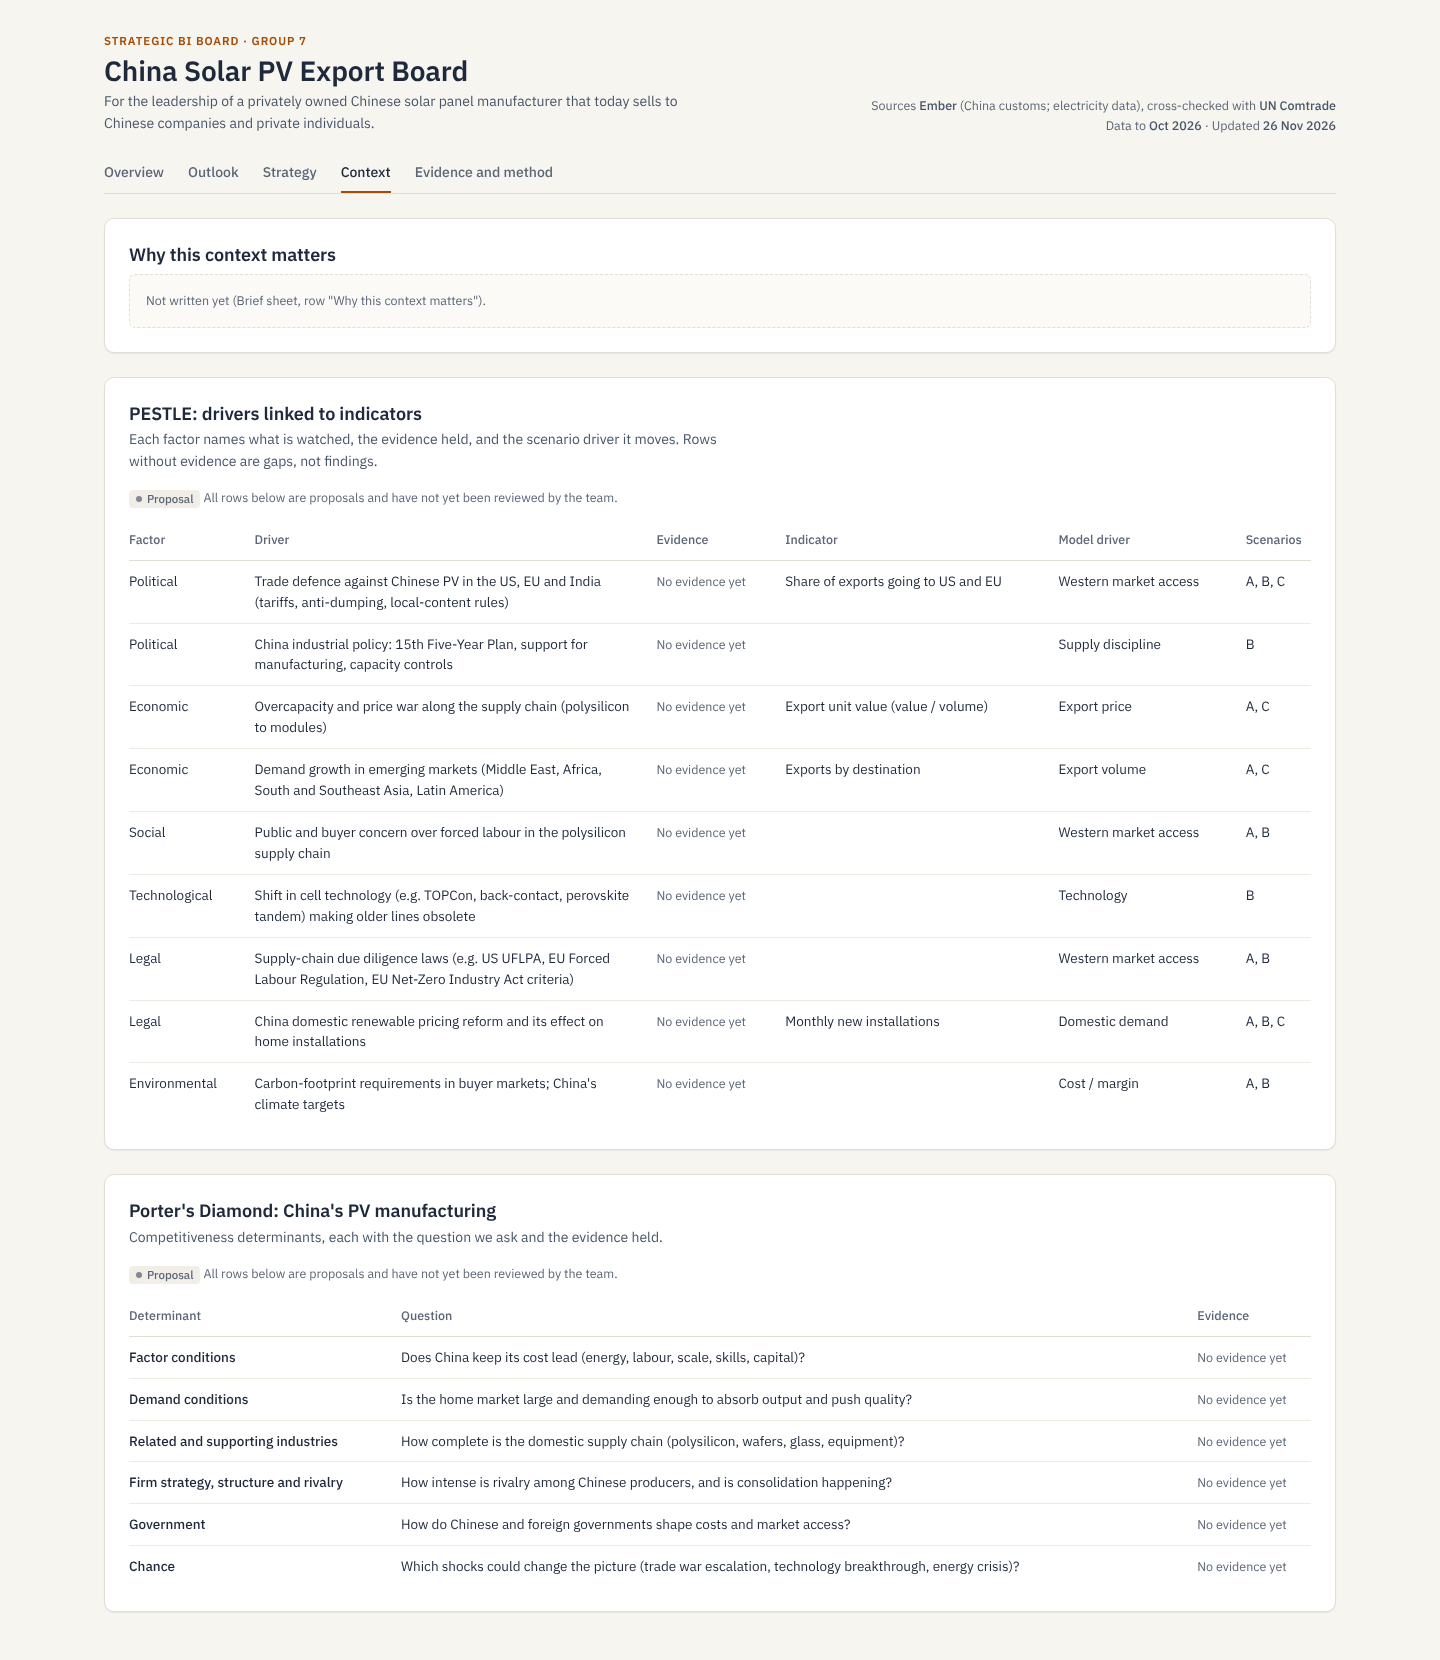 STRATEGIC BI BOARD · GROUP 7
China Solar PV Export Board
For the leadership of a privately owned Chinese solar panel manufacturer that today sells to
Chinese companies and private individuals.
Sources Ember (China customs; electricity data), cross-checked with UN Comtrade
Data to Oct 2026 · Updated 26 Nov 2026
Overview Outlook Strategy Context Evidence and method
Why this context matters
Not written yet (Brief sheet, row "Why this context matters").
PESTLE: drivers linked to indicators
Each factor names what is watched, the evidence held, and the scenario driver it moves. Rows
without evidence are gaps, not findings.
Proposal All rows below are proposals and have not yet been reviewed by the team.
Factor Driver Evidence Indicator Model driver Scenarios
Political Trade defence against Chinese PV in the US, EU and India No evidence yet Share of exports going to US and EU Western market access A, B, C
(tariffs, anti-dumping, local-content rules)
Political China industrial policy: 15th Five-Year Plan, support for No evidence yet Supply discipline B
manufacturing, capacity controls
Economic Overcapacity and price war along the supply chain (polysilicon No evidence yet Export unit value (value / volume) Export price A, C
to modules)
Economic Demand growth in emerging markets (Middle East, Africa, No evidence yet Exports by destination Export volume A, C
South and Southeast Asia, Latin America)
Social Public and buyer concern over forced labour in the polysilicon No evidence yet Western market access A, B
supply chain
Technological Shift in cell technology (e.g. TOPCon, back-contact, perovskite No evidence yet Technology B
tandem) making older lines obsolete
Legal Supply-chain due diligence laws (e.g. US UFLPA, EU Forced No evidence yet Western market access A, B
Labour Regulation, EU Net-Zero Industry Act criteria)
Legal China domestic renewable pricing reform and its effect on No evidence yet Monthly new installations Domestic demand A, B, C
home installations
Environmental Carbon-footprint requirements in buyer markets; China's No evidence yet Cost / margin A, B
climate targets
Porter's Diamond: China's PV manufacturing
Competitiveness determinants, each with the question we ask and the evidence held.
Proposal All rows below are proposals and have not yet been reviewed by the team.
Determinant Question Evidence
Factor conditions Does China keep its cost lead (energy, labour, scale, skills, capital)? No evidence yet
Demand conditions Is the home market large and demanding enough to absorb output and push quality? No evidence yet
Related and supporting industries How complete is the domestic supply chain (polysilicon, wafers, glass, equipment)? No evidence yet
Firm strategy, structure and rivalry How intense is rivalry among Chinese producers, and is consolidation happening? No evidence yet
Government How do Chinese and foreign governments shape costs and market access? No evidence yet
Chance Which shocks could change the picture (trade war escalation, technology breakthrough, energy crisis)? No evidence yet